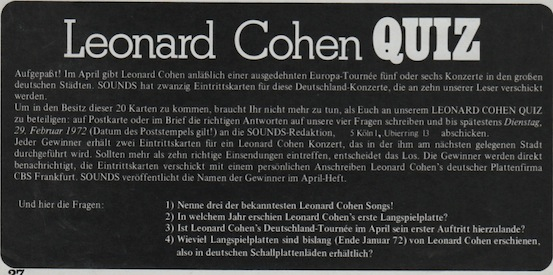 Leonard Cohen QUIZ
Aufgepaßt! Im April gibt Leonard Cohen anläßlich einer ausgedehnten Europa-Tournée fünf oder sechs Konzerte in den großen
deutschen Städten. SOUNDS hat zwanzig Eintrittskarten für diese Deutschland-Konzerte, die an zehn unserer Leser verschickt
werden.
Um in den Besitz dieser 20 Karten zu kommen, braucht Ihr nicht mehr zu tun, als Euch an unserem LEONARD COHEN QUIZ
zu beteiligen: auf Postkarte oder im Brief die richtigen Antworten auf unsere vier Fragen schreiben und bis spätestens Dienstag,
29. Februar 1972 (Datum des Poststempels gilt!) an die SOUNDS-Redaktion, 5 Köln 1, Ubierring 13 abschicken.
Jeder Gewinner erhält zwei Eintrittskarten für ein Leonard Cohen Konzert, das in der ihm am nächsten gelegenen Stadt
durchgeführt wird. Sollten mehr als zehn richtige Einsendungen eintreffen, entscheidet das Los. Die Gewinner werden direkt
benachrichtigt, die Eintrittskarten verschickt mit einem persönlichen Anschreiben Leonard Cohen's deutscher Plattenfirma
CBS Frankfurt. SOUNDS veröffentlicht die Namen der Gewinner im April-Heft.
Und hier die Fragen: 1) Nenne drei der bekanntesten Leonard Cohen Songs!
2) In welchem Jahr erschien Leonard Cohen's erste Langspielplatte?
3) Ist Leonard Cohen's Deutschland-Tournée im April sein erster Auftritt hierzulande?
4) Wieviel Langspielplatten sind bislang (Ende Januar 72) von Leonard Cohen erschienen,
also in deutschen Schallplattenläden erhältlich?